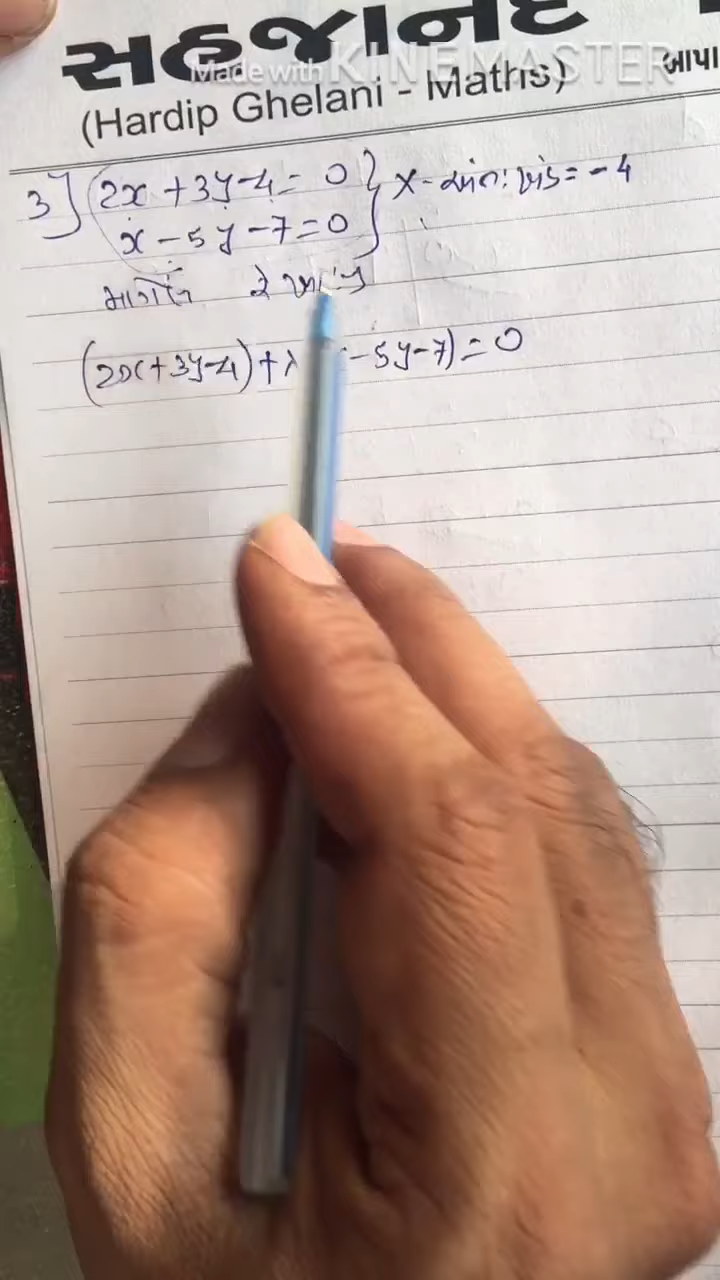 સહજાનંદ
Made with KINEMASTER
(Hardip Ghelani - Maths)
આપા
3] 2x + 3y - 4 = 0 } x - અંતઃખંડ = - 4
x - 5y - 7 = 0
માંગેલ રેખાનું
(2x + 3y - 4) + λ - 5y - 7) = 0